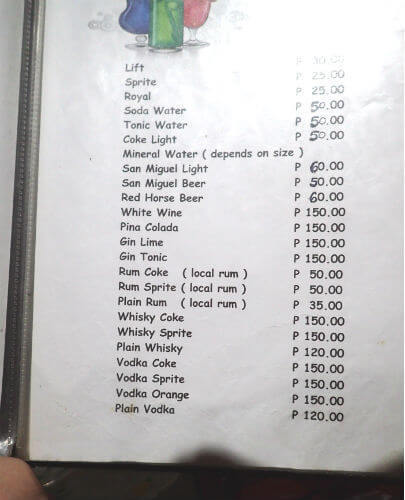 Lift P 30.00
Sprite P 25.00
Royal P 25.00
Soda Water P 50.00
Tonic Water P 50.00
Coke Light P 50.00
Mineral Water ( depends on size )
San Miguel Light P 60.00
San Miguel Beer P 50.00
Red Horse Beer P 60.00
White Wine P 150.00
Pina Colada P 150.00
Gin Lime P 150.00
Gin Tonic P 150.00
Rum Coke ( local rum ) P 50.00
Rum Sprite ( local rum ) P 50.00
Plain Rum ( local rum ) P 35.00
Whisky Coke P 150.00
Whisky Sprite P 150.00
Plain Whisky P 120.00
Vodka Coke P 150.00
Vodka Sprite P 150.00
Vodka Orange P 150.00
Plain Vodka P 120.00